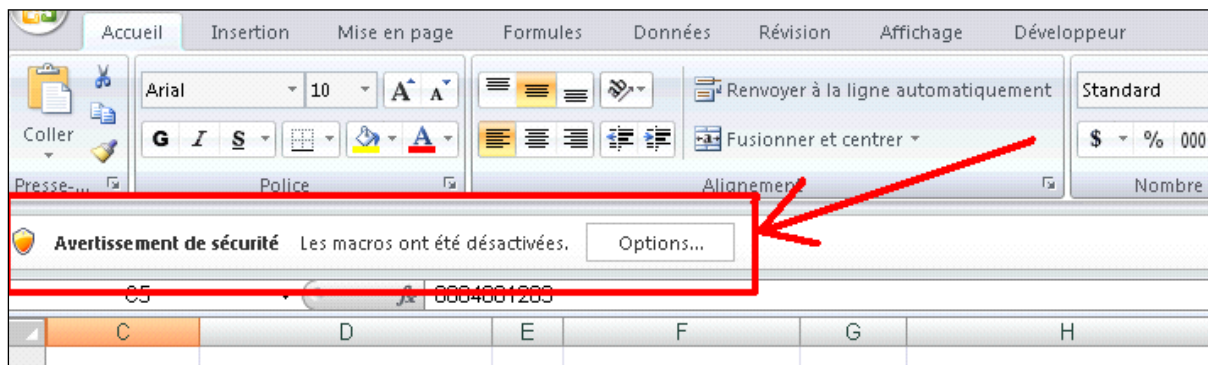 Accueil Insertion Mise en page Formules Données Révision Affichage Développeur
Arial 10 A A Renvoyer à la ligne automatiquement Standard
Coller G I S A Fusionner et centrer $ % 000
Presse-... Police Alignement Nombre
Avertissement de sécurité Les macros ont été désactivées. Options...
C5 fx
C D E F G H